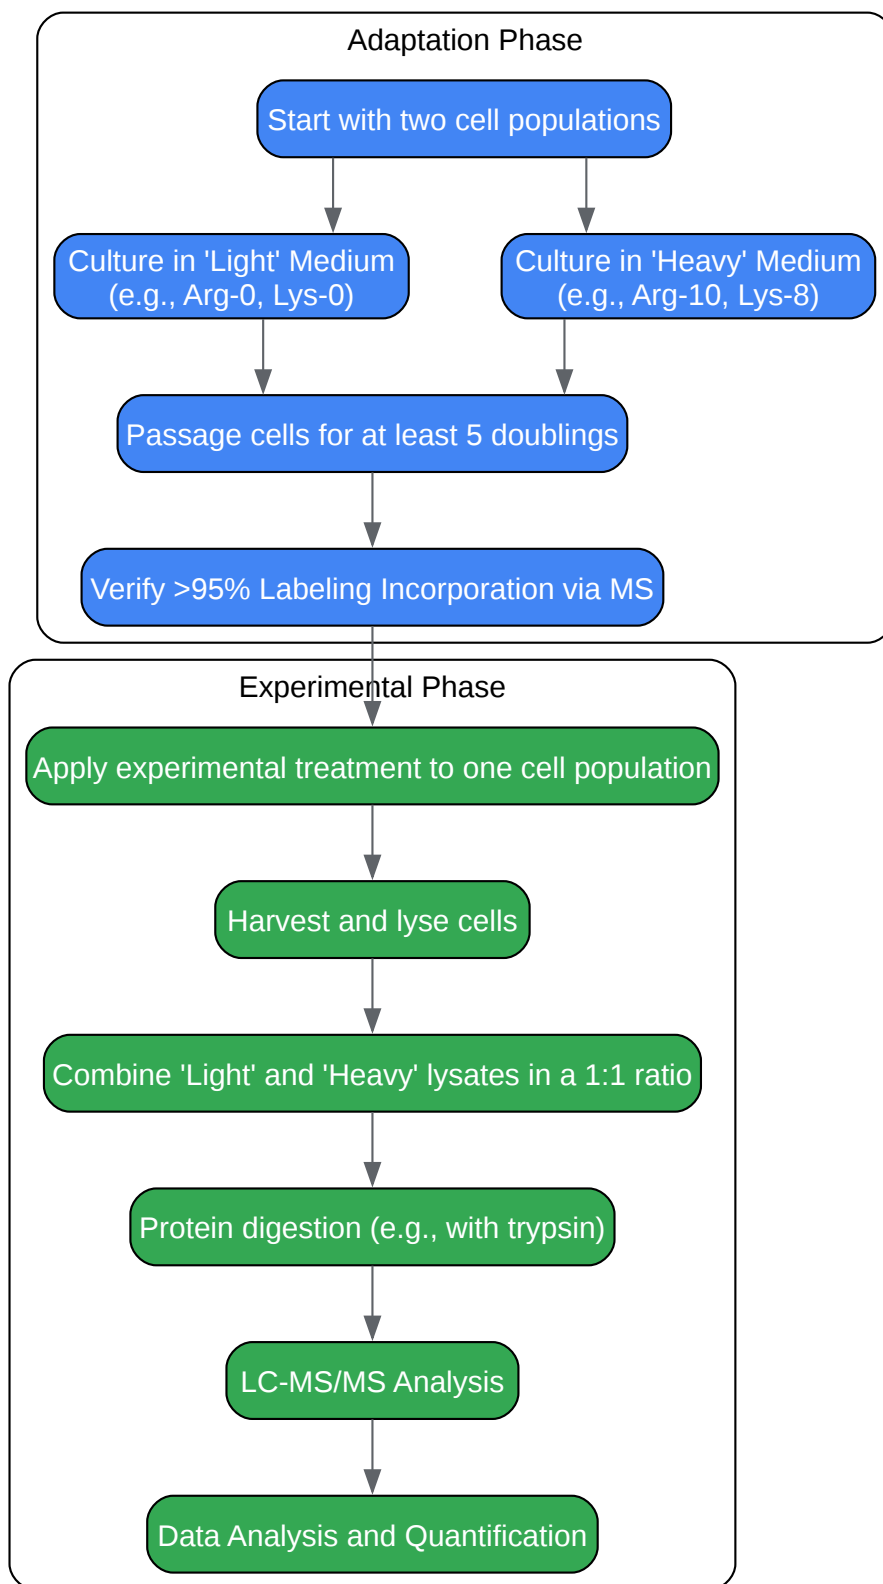 Adaptation Phase
Start with two cell populations
Culture in 'Light' Medium
(e.g., Arg-0, Lys-0)
Culture in 'Heavy' Medium
(e.g., Arg-10, Lys-8)
Passage cells for at least 5 doublings
Verify >95% Labeling Incorporation via MS
Experimental Phase
Apply experimental treatment to one cell population
Harvest and lyse cells
Combine 'Light' and 'Heavy' lysates in a 1:1 ratio
Protein digestion (e.g., with trypsin)
LC-MS/MS Analysis
Data Analysis and Quantification